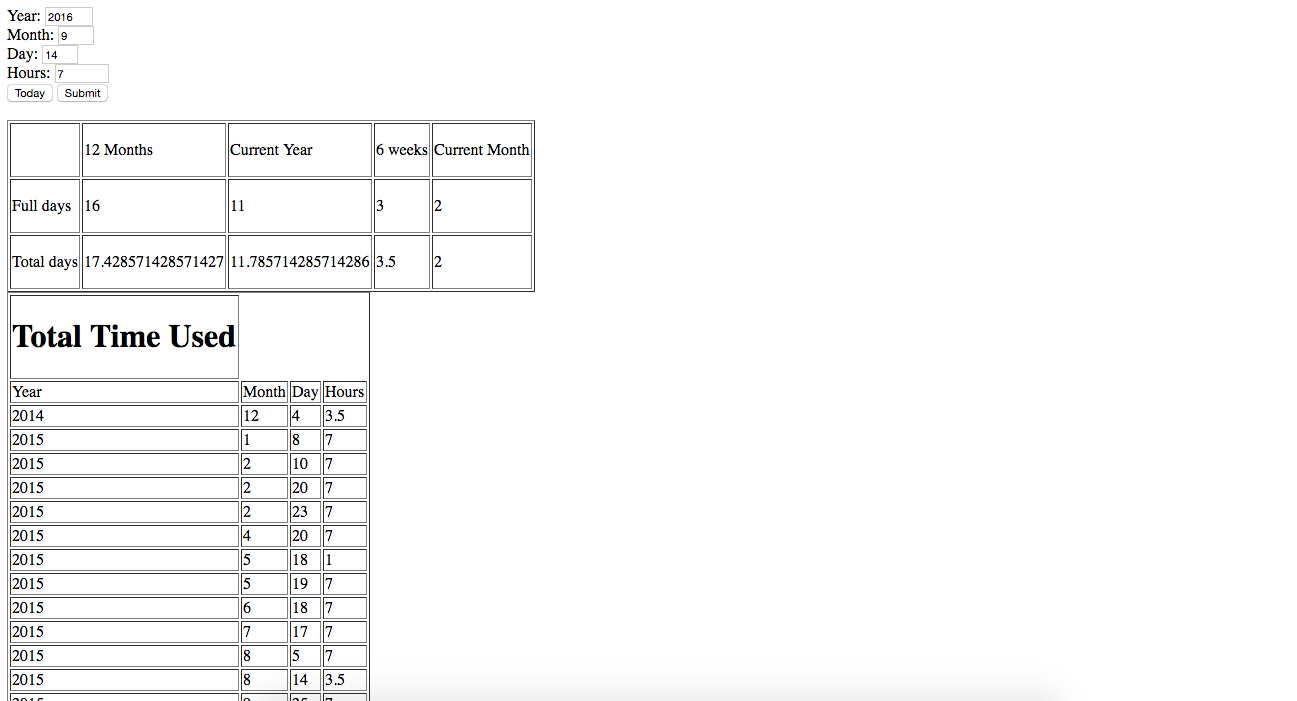 Year: 2016
Month: 9
Day: 14
Hours: 7
Today Submit
12 Months Current Year 6 weeks Current Month
Full days 16 11 3 2
Total days 17.428571428571427 11.785714285714286 3.5 2
Total Time Used
Year Month Day Hours
2014 12 4 3.5
2015 1 8 7
2015 2 10 7
2015 2 20 7
2015 2 23 7
2015 4 20 7
2015 5 18 1
2015 5 19 7
2015 6 18 7
2015 7 17 7
2015 8 5 7
2015 8 14 3.5